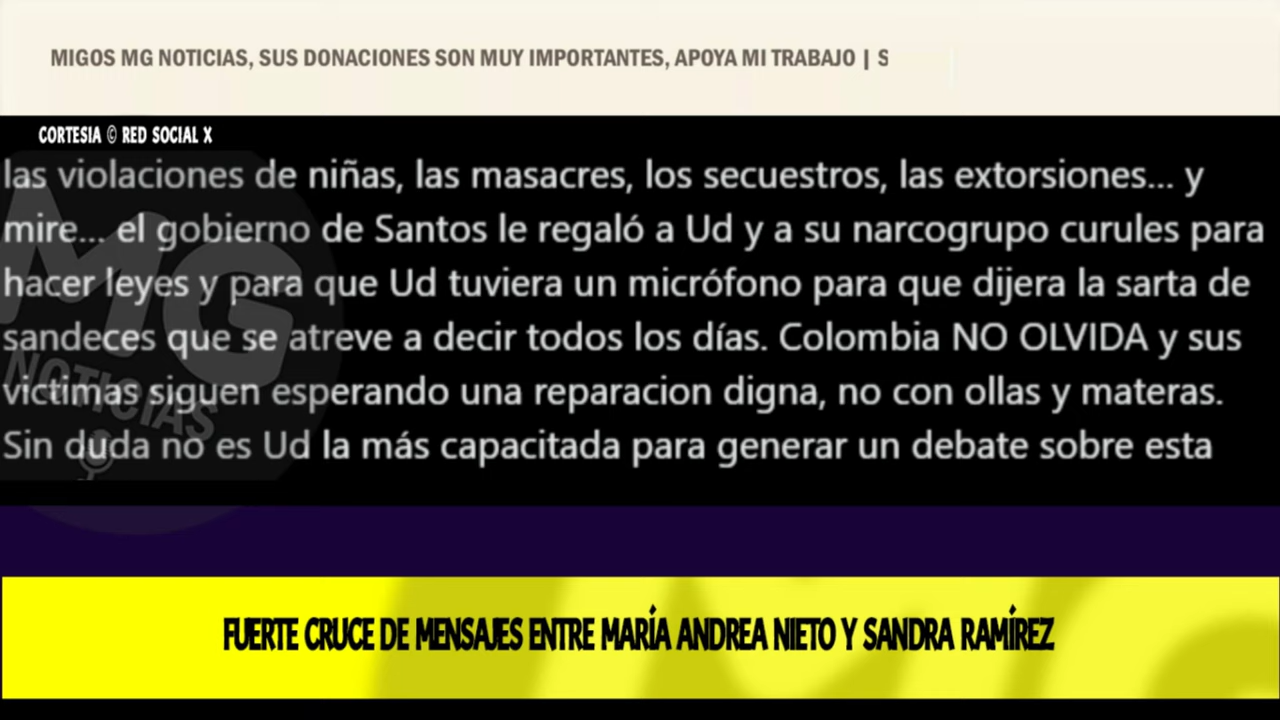 MIGOS MG NOTICIAS, SUS DONACIONES SON MUY IMPORTANTES, APOYA MI TRABAJO | S
CORTESIA © RED SOCIAL X
las violaciones de niñas, las masacres, los secuestros, las extorsiones... y
mire... el gobierno de Santos le regaló a Ud y a su narcogrupo curules para
hacer leyes y para que Ud tuviera un micrófono para que dijera la sarta de
sandeces que se atreve a decir todos los días. Colombia NO OLVIDA y sus
victimas siguen esperando una reparacion digna, no con ollas y materas.
Sin duda no es Ud la más capacitada para generar un debate sobre esta
MG
NOTICIAS
FUERTE CRUCE DE MENSAJES ENTRE MARÍA ANDREA NIETO Y SANDRA RAMÍREZ